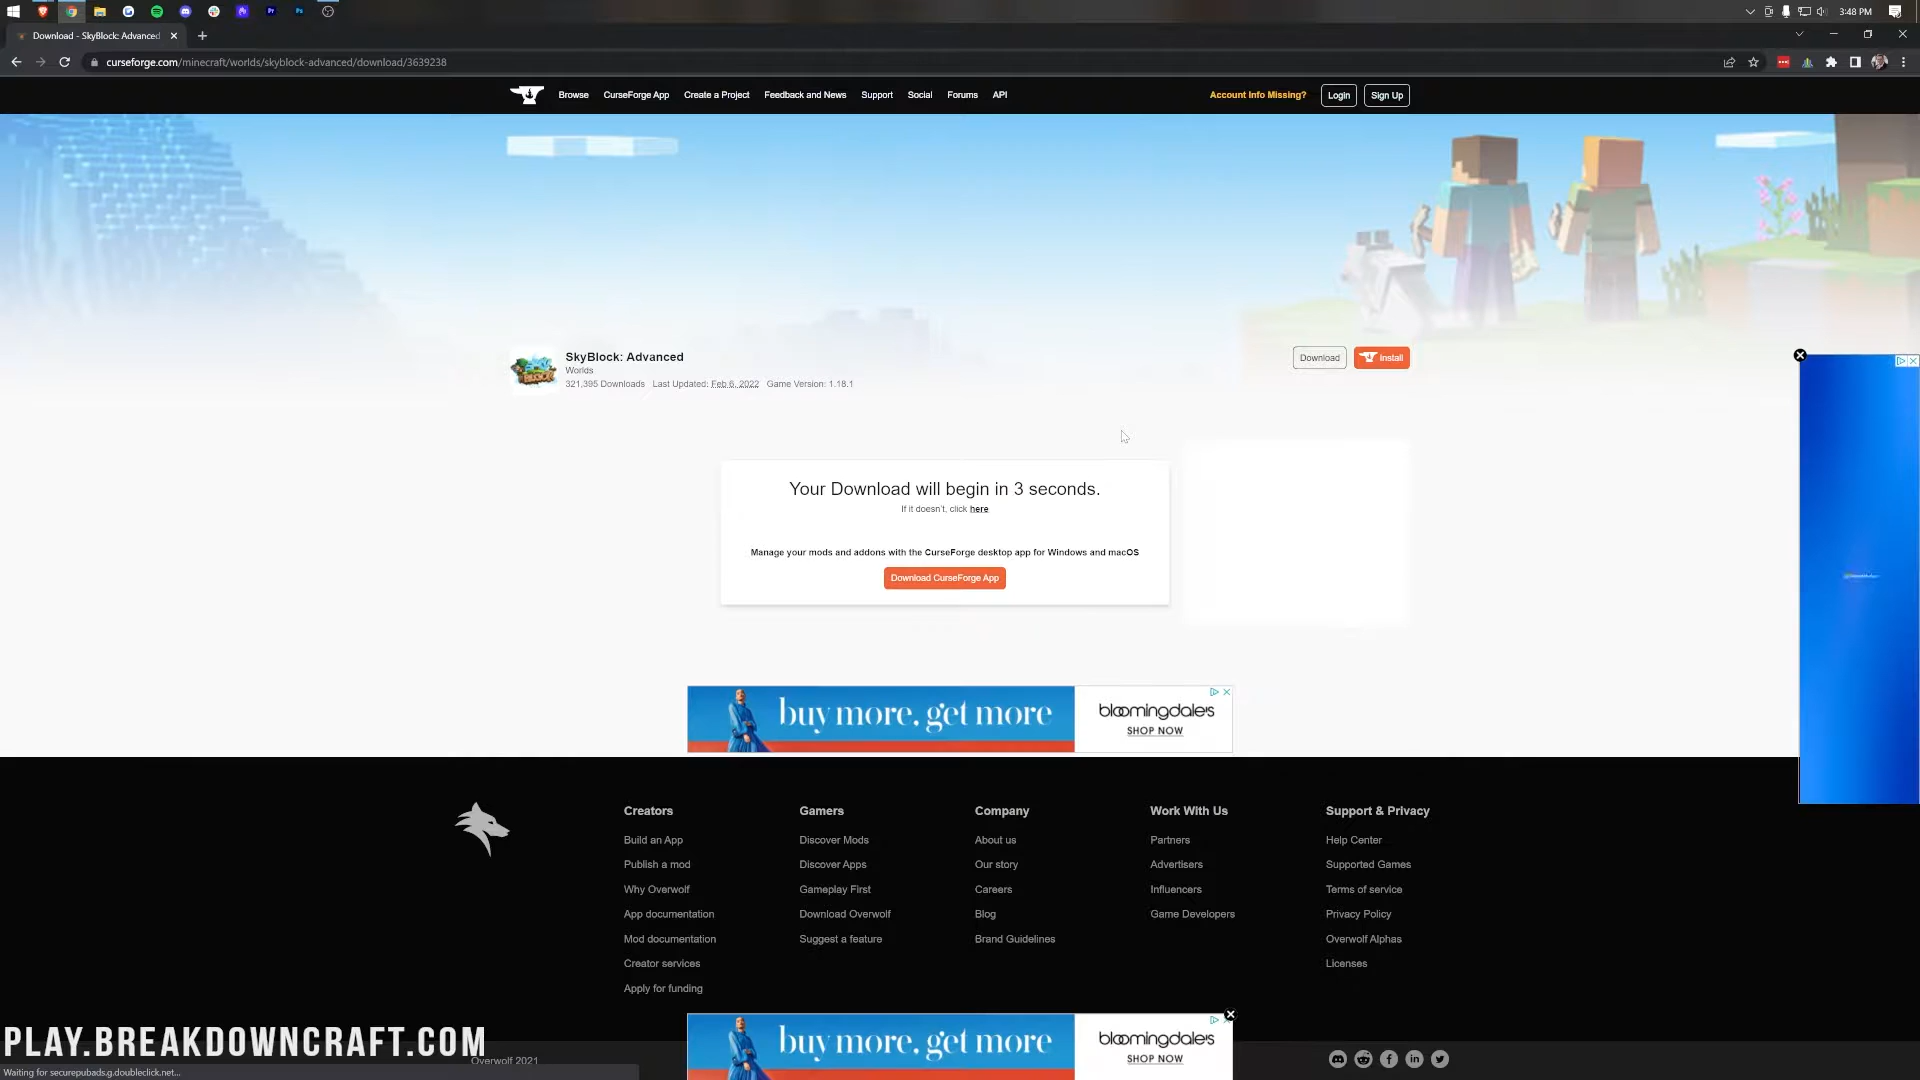 3:48 PM
Download - SkyBlock: Advanced
curseforge.com/minecraft/worlds/skyblock-advanced/download/3639238
Browse
CurseForge App
Create a Project
Feedback and News
Support
Social
Forums
API
Account Info Missing?
Login
Sign Up
SkyBlock: Advanced
Worlds
321,395 Downloads Last Updated: Feb 6, 2022 Game Version: 1.18.1
Download
Install
Your Download will begin in 3 seconds.
If it doesn't, click here
Manage your mods and addons with the CurseForge desktop app for Windows and macOS
Download CurseForge App
buy more, get more
bloomingdale's
SHOP NOW
Creators
Build an App
Publish a mod
Why Overwolf
App documentation
Mod documentation
Creator services
Apply for funding
Gamers
Discover Mods
Discover Apps
Gameplay First
Download Overwolf
Suggest a feature
Company
About us
Our story
Careers
Blog
Brand Guidelines
Work With Us
Partners
Advertisers
Influencers
Game Developers
Support & Privacy
Help Center
Supported Games
Terms of service
Privacy Policy
Overwolf Alphas
Licenses
buy more, get more
bloomingdale's
SHOP NOW
PLAY.BREAKDOWNCRAFT.COM
Overwolf 2021
Waiting for securepubads.g.doubleclick.net...